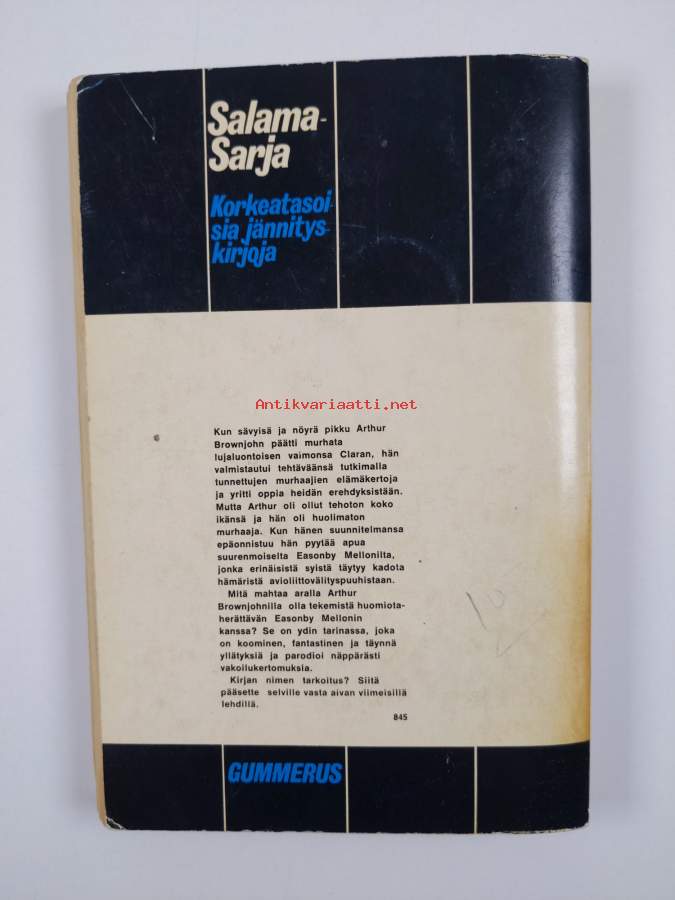 Salama-
Sarja
Korkeatasoi-
sia jännitys-
kirjoja
Antikvariaatti.net
Kun sävyisä ja nöyrä pikku Arthur
Brownjohn päätti murhata
lujaluontoisen vaimonsa Claran, hän
valmistautui tehtäväänsä tutkimalla
tunnettujen murhaajien elämäkertoja
ja yritti oppia heidän erehdyksistään.
Mutta Arthur oli ollut tehoton koko
ikänsä ja hän oli huolimaton
murhaaja. Kun hänen suunnitelmansa
epäonnistuu hän pyytää apua
suurenmoiselta Easonby Mellonilta,
jonka erinäisistä syistä täytyy kadota
hämäristä avioliittovälityspuuhistaan.
Mitä mahtaa aralla Arthur
Brownjohnilla olla tekemistä huomiota-
herättävän Easonby Mellonin
kanssa? Se on ydin tarinassa, joka
on koominen, fantastinen ja täynnä
yllätyksiä ja parodioi näppärästi
vakoilukertomuksia.
Kirjan nimen tarkoitus? Siitä
pääsette selville vasta aivan viimeisillä
lehdillä.
845
GUMMERUS